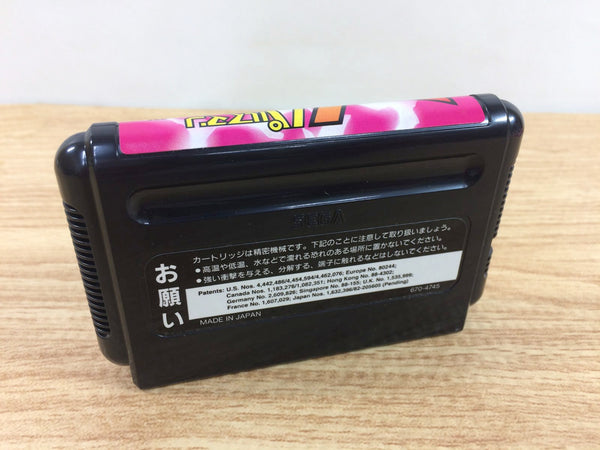 パリアマン
SEGA
お願い
カートリッジは精密機械です。下記のことに注意して取り扱いましょう。
●高温や低温、水などで濡れる恐れのある場所に置かないでください。
●強い衝撃を与える、分解する、端子に触れるなどはしないでください。
Patents: U.S. Nos. 4,442,486/4,454,594/4,462,076; Europe No. 80244;
Canada Nos. 1,183,276/1,082,351; Hong Kong No. 88-4302;
Germany No. 2,609,826; Singapore No. 88-155; U.K. No. 1,535,999;
France No. 1,607,029; Japan Nos. 1,632,396/82-205605 (Pending)
MADE IN JAPAN
670-4745